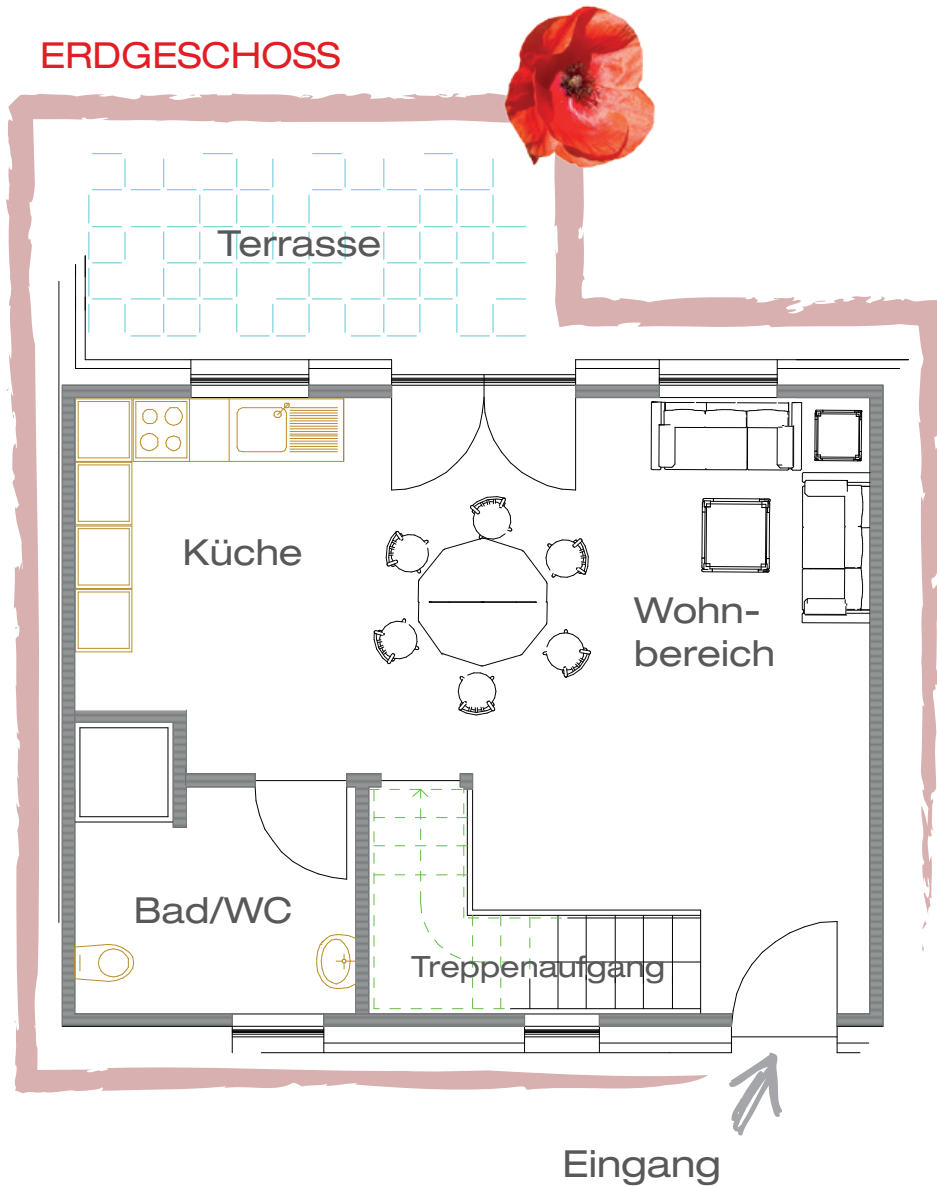 ERDGESCHOSS
Terrasse
Küche
Wohn-
bereich
Bad/WC
Treppenaufgang
Eingang